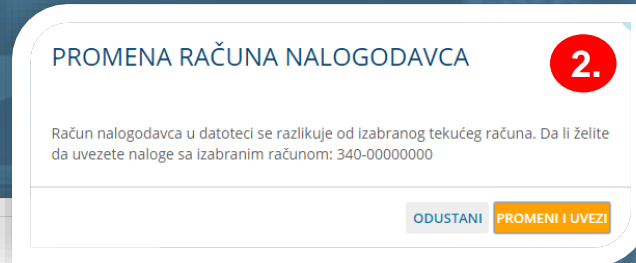 PROMENA RAČUNA NALOGODAVCA
2.
Račun nalogodavca u datoteci se razlikuje od izabranog tekućeg računa. Da li želite
da uvezete naloge sa izabranim računom: 340-00000000
ODUSTANI
PROMENI I UVEZI